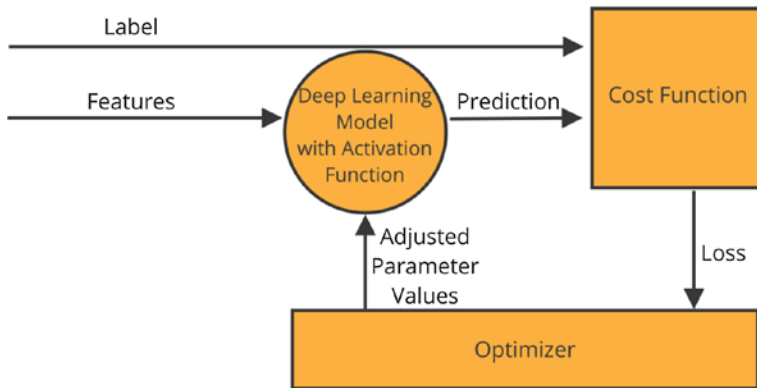 Label
Features
Deep Learning
Model
with Activation
Function
Prediction
Cost Function
Adjusted
Parameter
Values
Loss
Optimizer